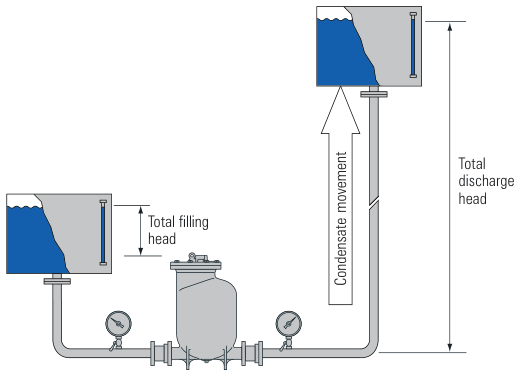 Total filling
head
Condensate movement
Total
discharge
head